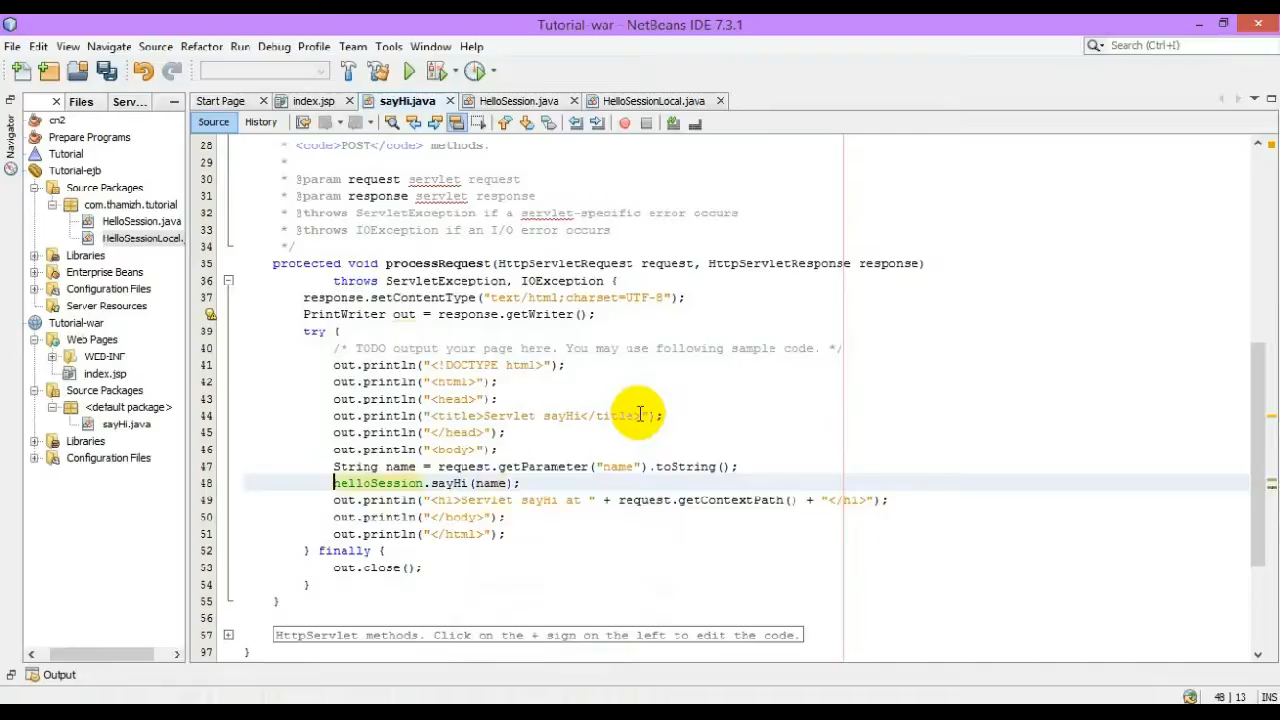 Tutorial-war - NetBeans IDE 7.3.1
File Edit View Navigate Source Refactor Run Debug Profile Team Tools Window Help
Search (Ctrl+I)
Files Serv...
Start Page index.jsp sayHi.java HelloSession.java HelloSessionLocal.java
Source History
Navigator
cn2
Prepare Programs
Tutorial
Tutorial-ejb
Source Packages
com.thamizh.tutorial
HelloSession.java
HelloSessionLocal.
Libraries
Enterprise Beans
Configuration Files
Server Resources
Tutorial-war
Web Pages
WEB-INF
index.jsp
Source Packages
<default package>
sayHi.java
Libraries
Configuration Files
28 * <code>POST</code> methods.
29 *
30 * @param request servlet request
31 * @param response servlet response
32 * @throws ServletException if a servlet-specific error occurs
33 * @throws IOException if an I/O error occurs
34 */
35 protected void processRequest(HttpServletRequest request, HttpServletResponse response)
36 throws ServletException, IOException {
37 response.setContentType("text/html;charset=UTF-8");
38 PrintWriter out = response.getWriter();
39 try {
40 /* TODO output your page here. You may use following sample code. */
41 out.println("<!DOCTYPE html>");
42 out.println("<html>");
43 out.println("<head>");
44 out.println("<title>Servlet sayHi</title>");
45 out.println("</head>");
46 out.println("<body>");
47 String name = request.getParameter("name").toString();
48 helloSession.sayHi(name);
49 out.println("<h1>Servlet sayHi at " + request.getContextPath() + "</h1>");
50 out.println("</body>");
51 out.println("</html>");
52 } finally {
53 out.close();
54 }
55 }
56
57 HttpServlet methods. Click on the + sign on the left to edit the code.
97 }
Output
48 | 13 INS